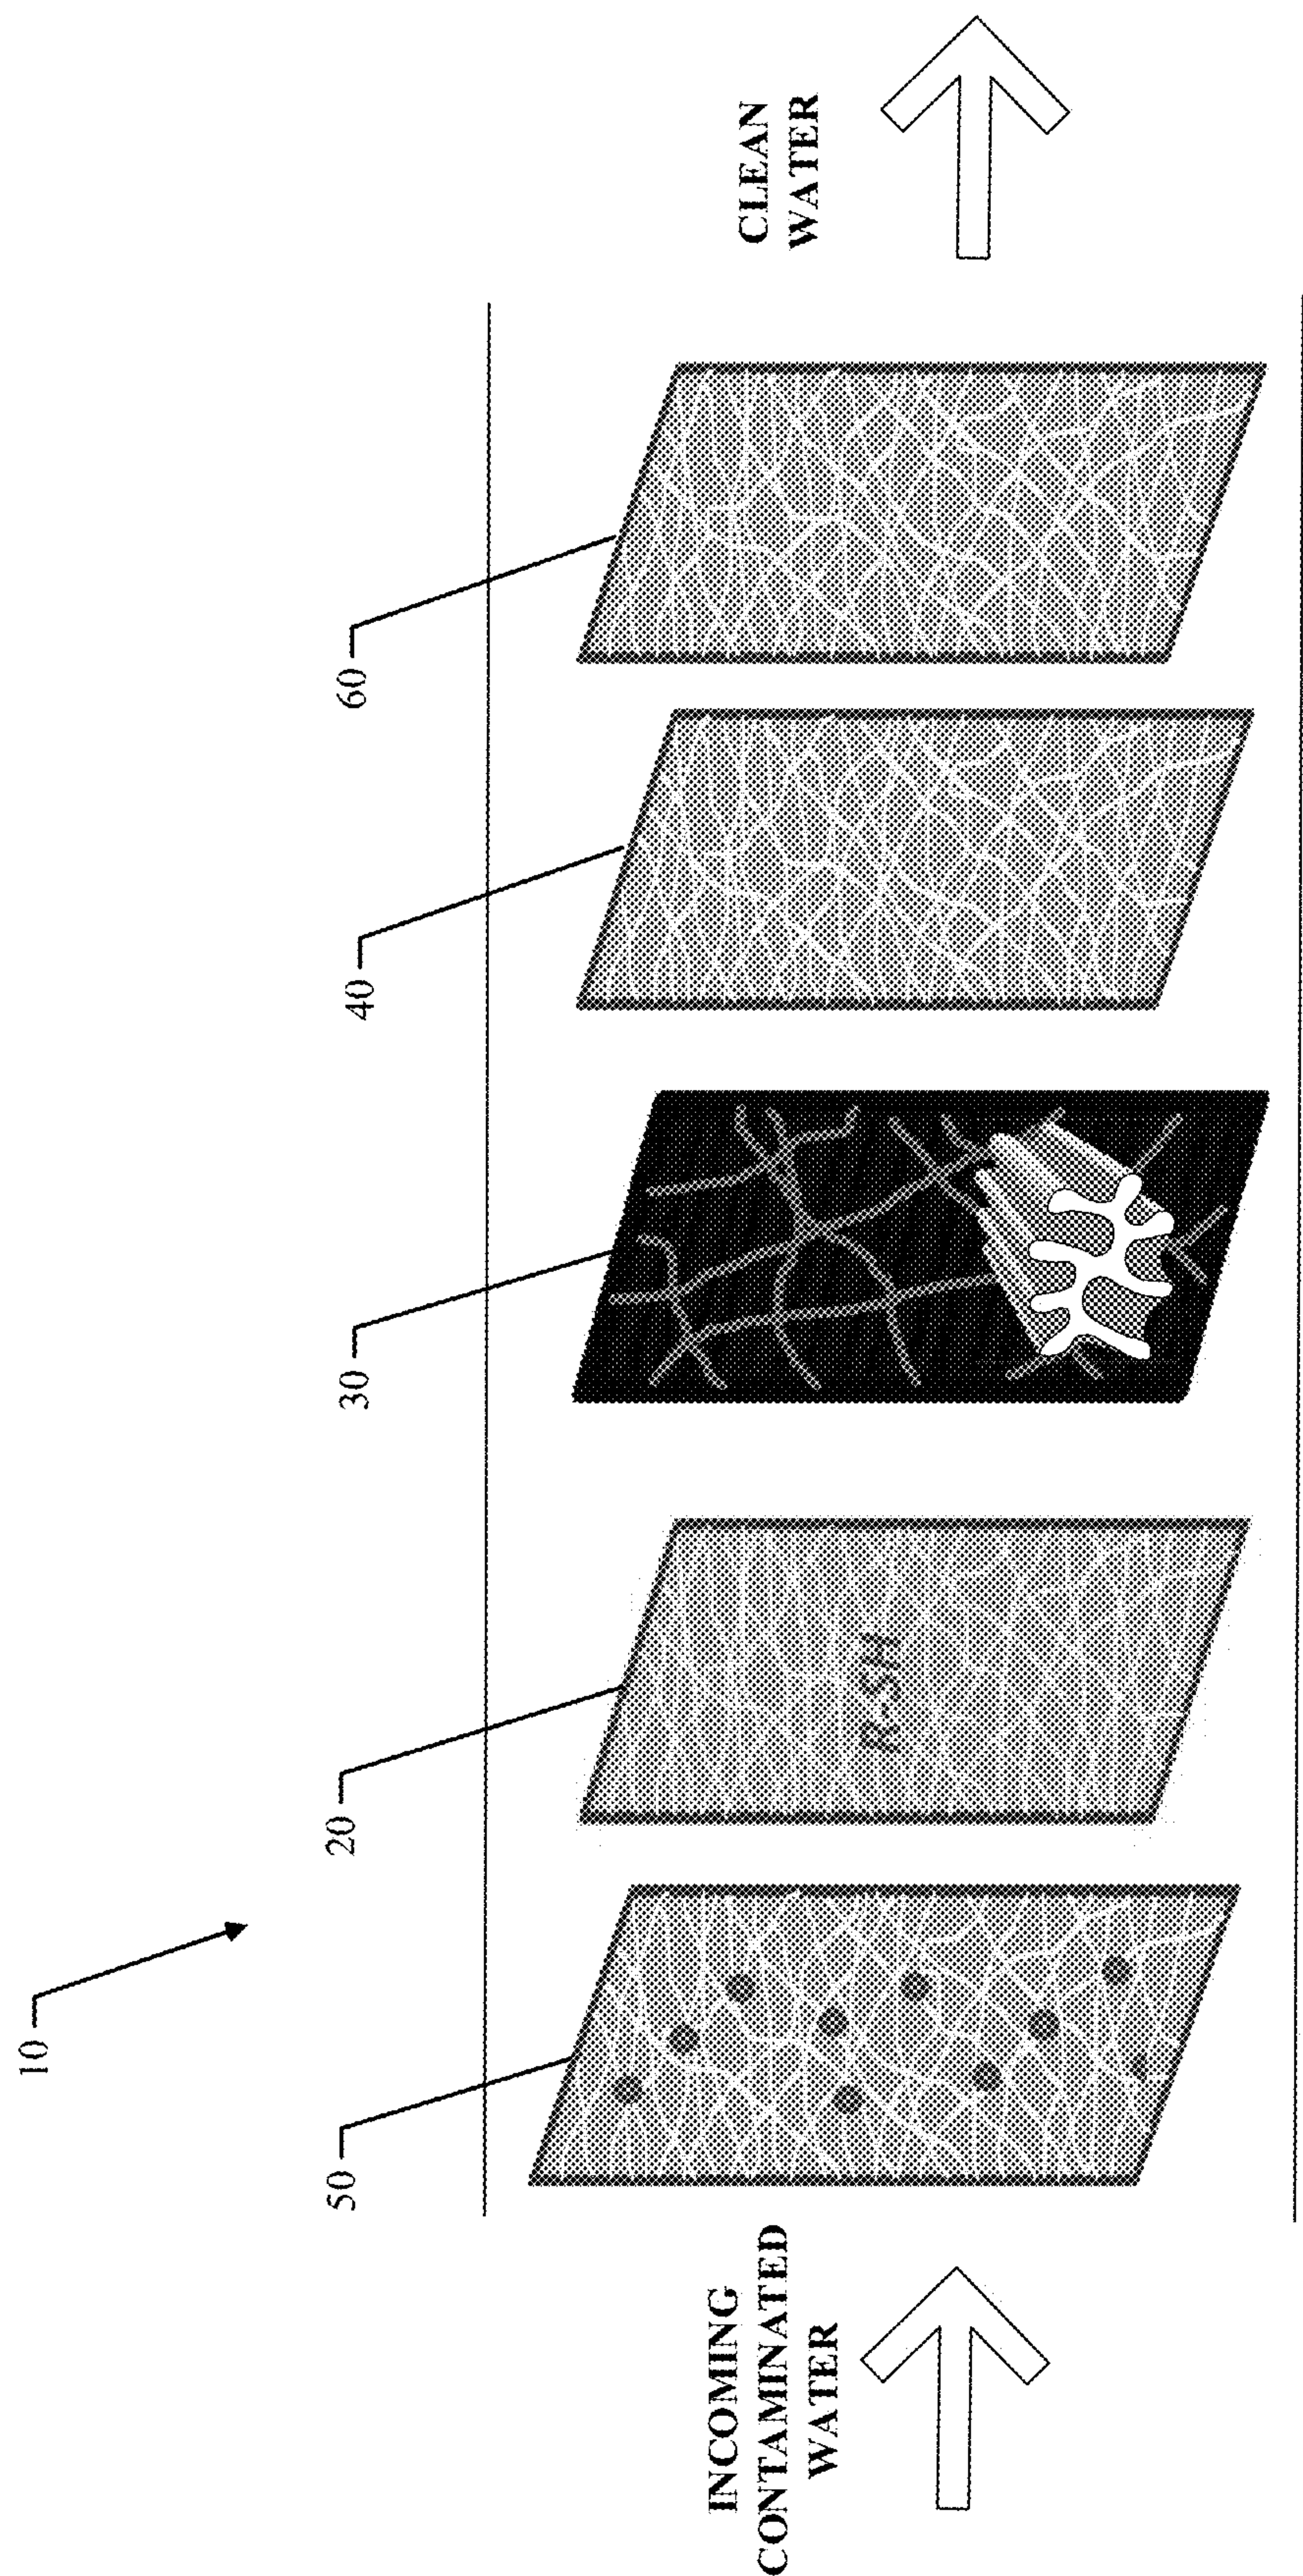 10
50
20
30
40
60
INCOMING
CONTAMINATED
WATER
R-SH
CLEAN
WATER